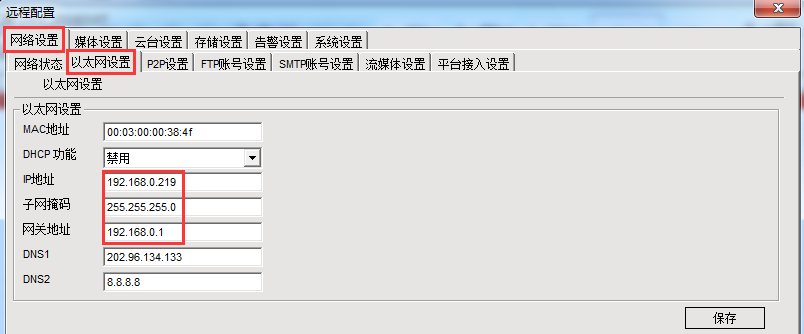 远程配置
网络设置 媒体设置 云台设置 存储设置 告警设置 系统设置
网络状态 以太网设置 P2P设置 FTP账号设置 SMTP账号设置 流媒体设置 平台接入设置
以太网设置
以太网设置
MAC地址 00:03:00:00:38:4f
DHCP 功能 禁用
IP地址 192.168.0.219
子网掩码 255.255.255.0
网关地址 192.168.0.1
DNS1 202.96.134.133
DNS2 8.8.8.8
保存